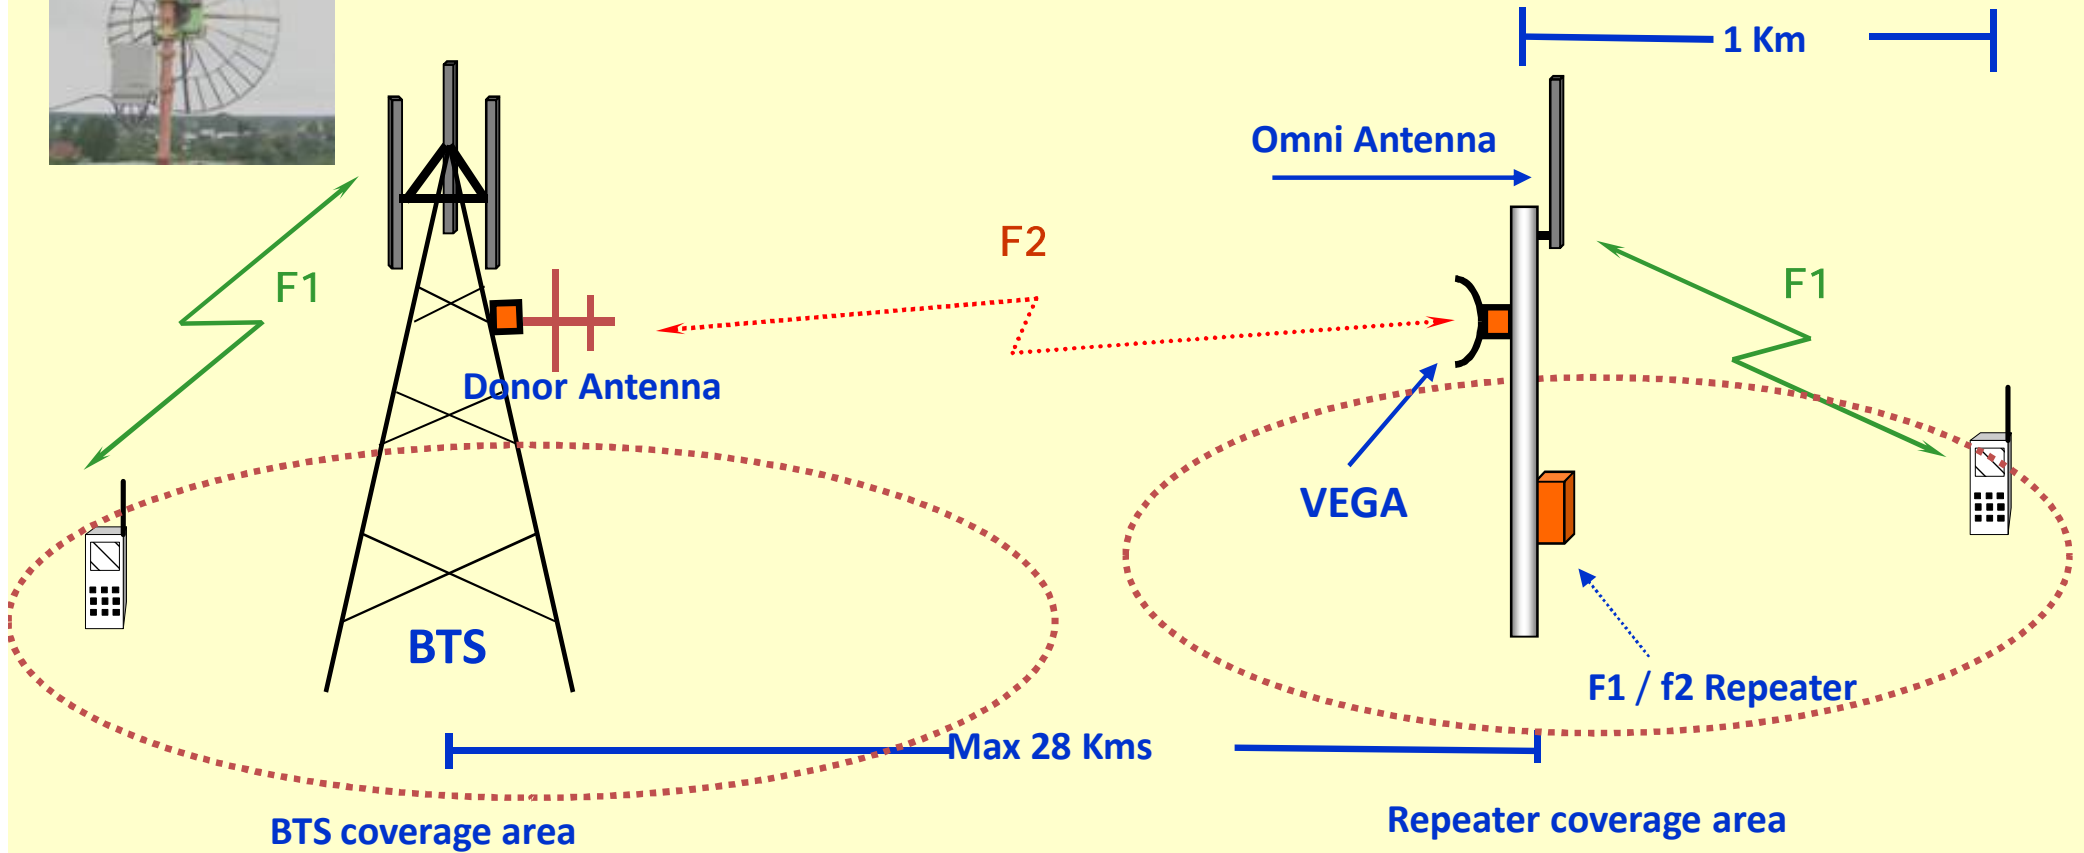 1 Km
Omni Antenna
F2
F1
F1
Donor Antenna
VEGA
BTS
F1 / f2 Repeater
Max 28 Kms
BTS coverage area
Repeater coverage area